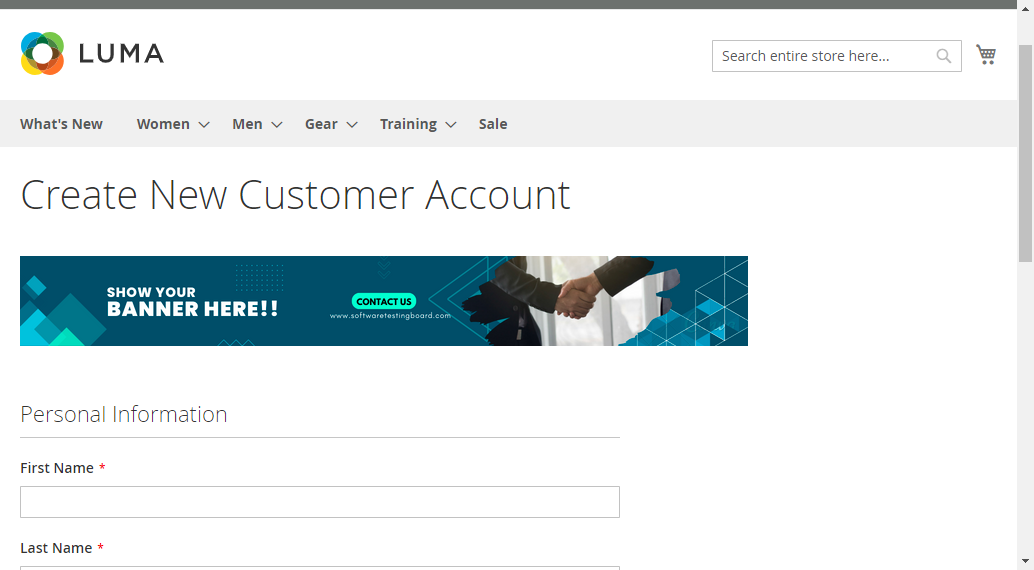 LUMA
Search entire store here...
What's New Women Men Gear Training Sale
Create New Customer Account
SHOW YOUR
BANNER HERE!!
CONTACT US
www.softwaretestingboard.com
Personal Information
First Name *
Last Name *